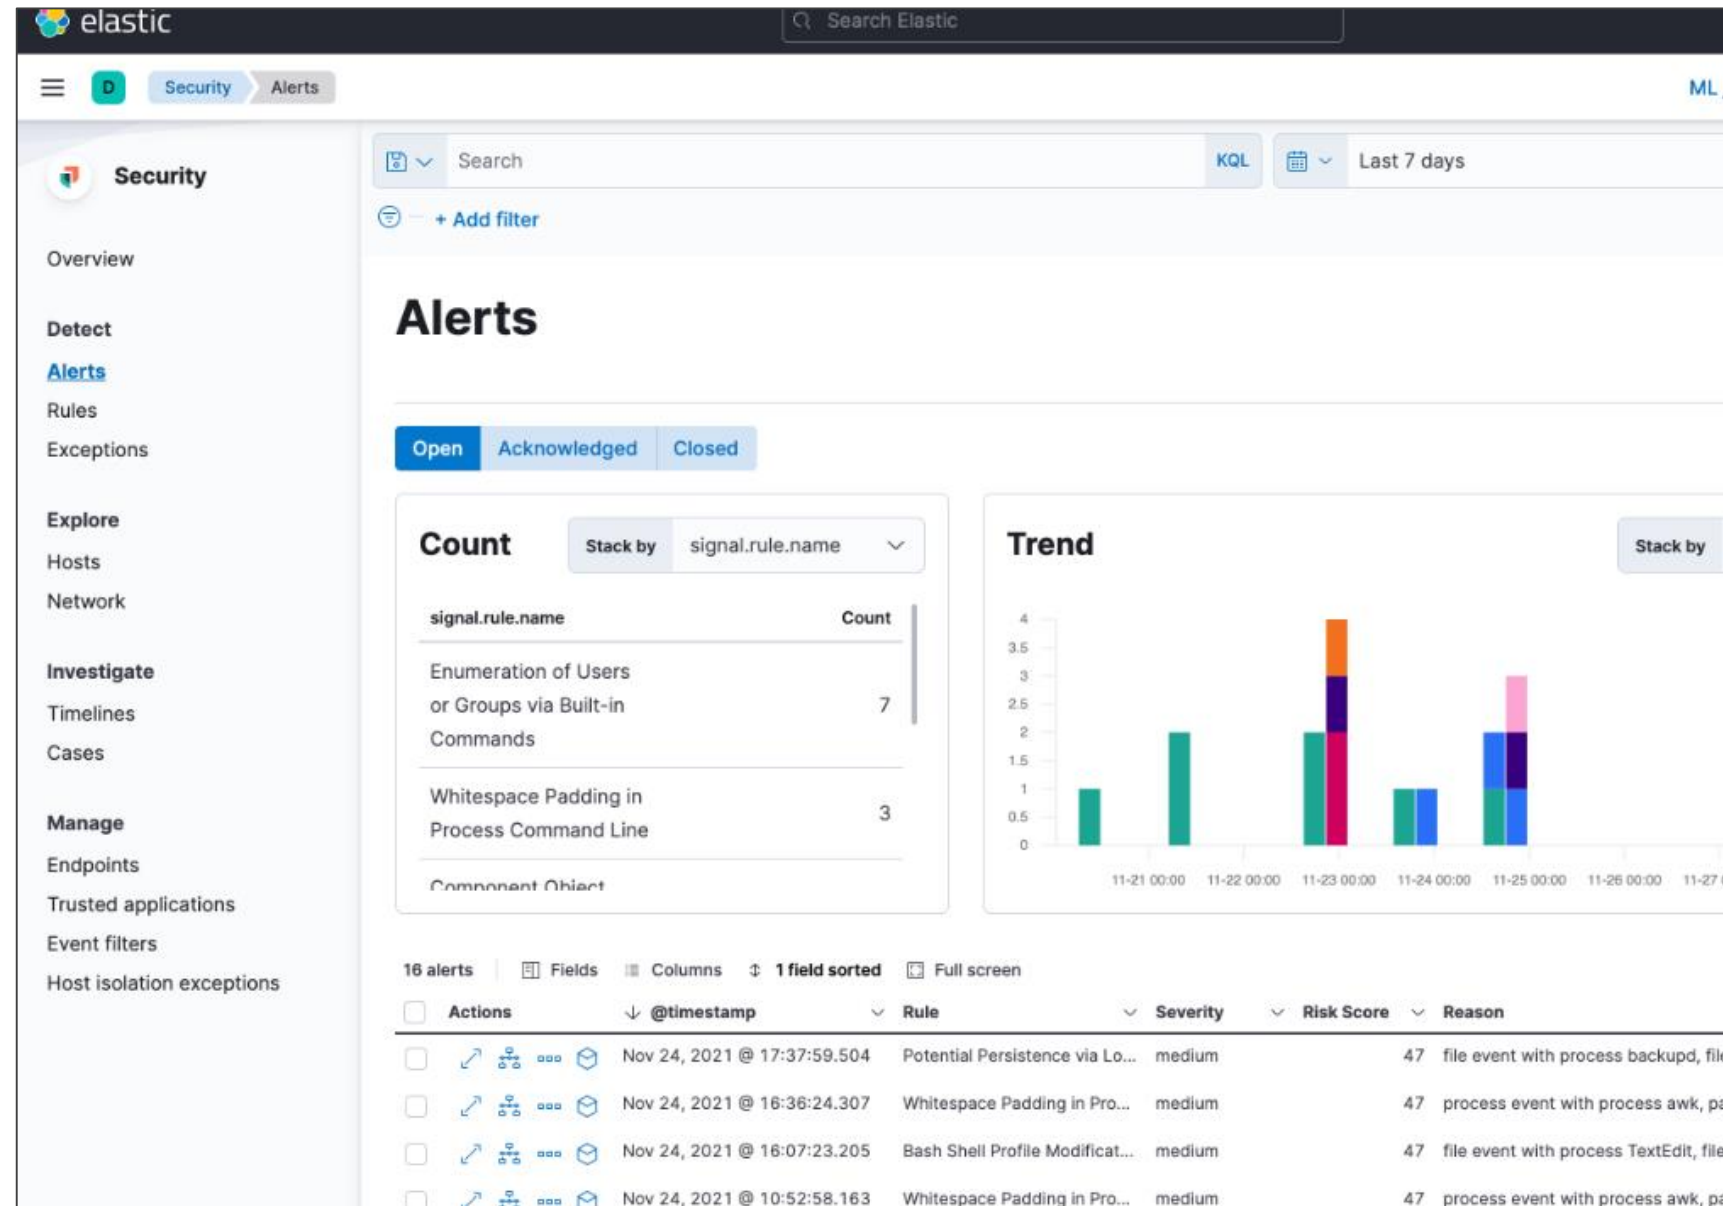 elastic
Search Elastic
D
Security
Alerts
ML
Security
Search
KQL
Last 7 days
+ Add filter
Overview
Detect
Alerts
Rules
Exceptions
Explore
Hosts
Network
Investigate
Timelines
Cases
Manage
Endpoints
Trusted applications
Event filters
Host isolation exceptions
Alerts
Open
Acknowledged
Closed
Count
Stack by
signal.rule.name
signal.rule.name Count
Enumeration of Users
or Groups via Built-in
Commands
7
Whitespace Padding in
Process Command Line
3
Component Object
Trend
Stack by
4
3.5
3
2.5
2
1.5
1
0.5
0
11-21 00:00 11-22 00:00 11-23 00:00 11-24 00:00 11-25 00:00 11-26 00:00 11-27
16 alerts Fields Columns 1 field sorted Full screen
Actions @timestamp Rule Severity Risk Score Reason
Nov 24, 2021 @ 17:37:59.504 Potential Persistence via Lo... medium 47 file event with process backupd,
Nov 24, 2021 @ 16:36:24.307 Whitespace Padding in Pro... medium 47 process event with process awk,
Nov 24, 2021 @ 16:07:23.205 Bash Shell Profile Modificat... medium 47 file event with process TextEdit, file
Nov 24, 2021 @ 10:52:58.163 Whitespace Padding in Pro... medium 47 process event with process awk,